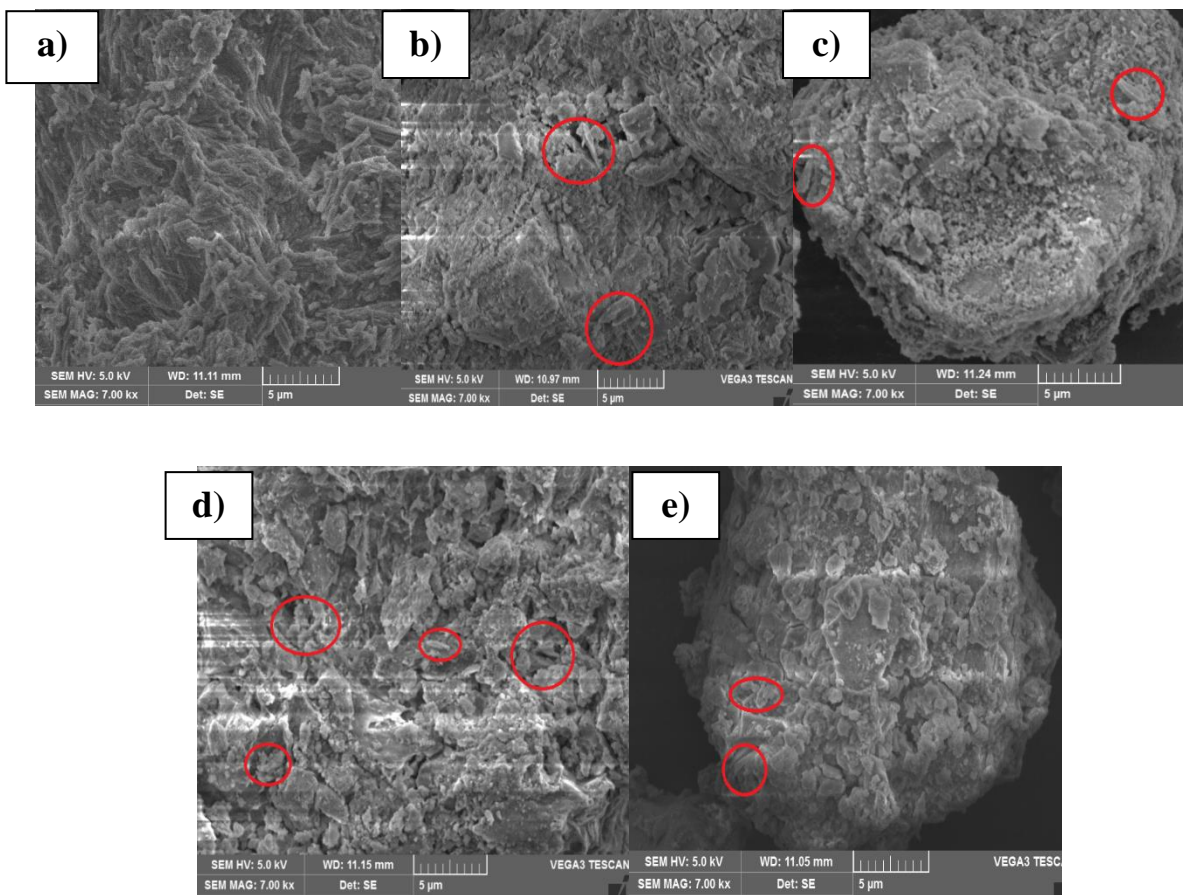 a)
b)
c)
SEM HV: 5.0 kV WD: 11.11 mm
SEM MAG: 7.00 kx Det: SE 5 µm
SEM HV: 5.0 kV WD: 10.97 mm VEGA3 TESCAN
SEM MAG: 7.00 kx Det: SE 5 µm
SEM HV: 5.0 kV WD: 11.24 mm
SEM MAG: 7.00 kx Det: SE 5 µm
d)
e)
SEM HV: 5.0 kV WD: 11.15 mm VEGA3 TESCAN
SEM MAG: 7.00 kx Det: SE 5 µm
SEM HV: 5.0 kV WD: 11.05 mm VEGA3 TESC
SEM MAG: 7.00 kx Det: SE 5 µm